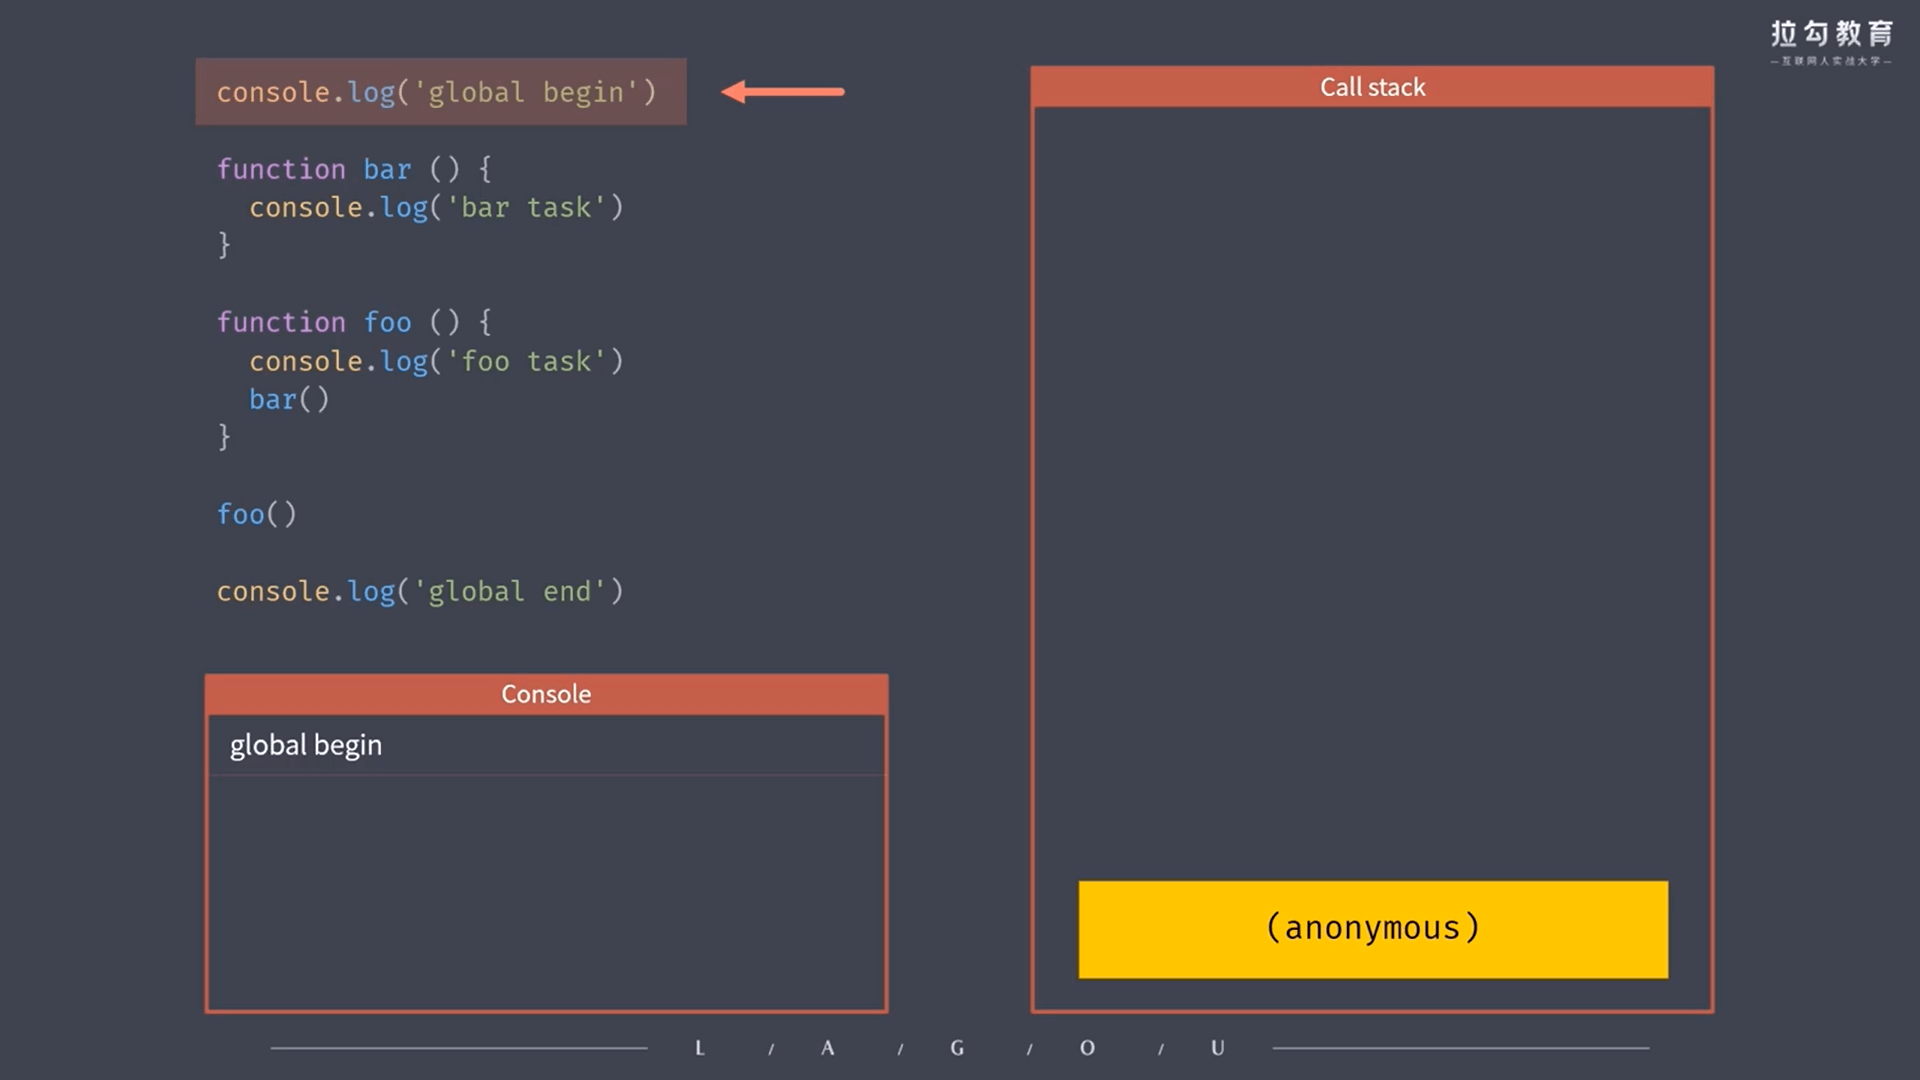 拉勾教育
—互联网人实战大学—
console.log('global begin')
function bar () {
  console.log('bar task')
}
function foo () {
  console.log('foo task')
  bar()
}
foo()
console.log('global end')
Console
global begin
Call stack
(anonymous)
L / A / G / O / U